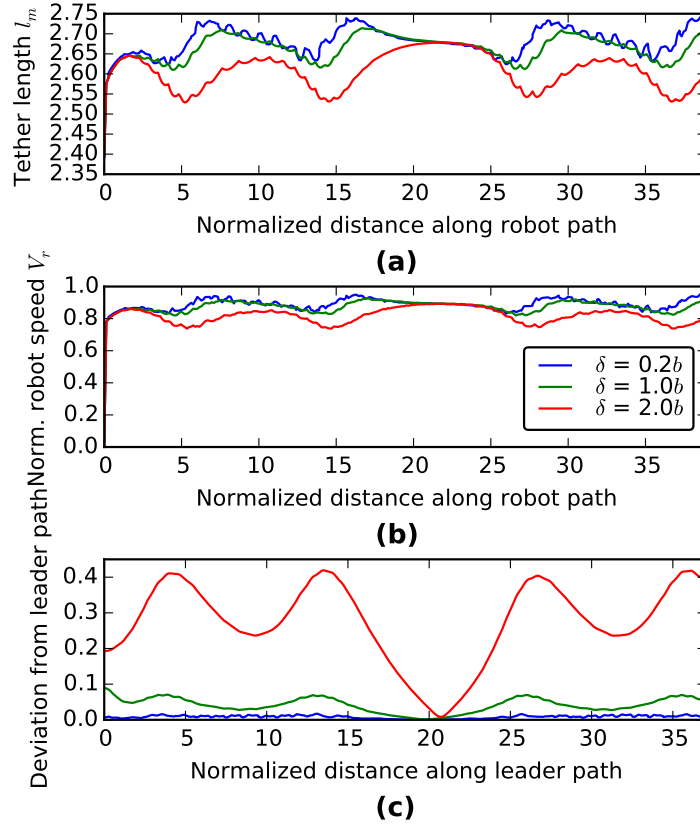 2.75
2.70
2.65
2.60
2.55
2.50
2.45
2.40
2.35
Tether length l_m
0 5 10 15 20 25 30 35
Normalized distance along robot path
(a)
1.0
0.8
0.6
0.4
0.2
0.0
Norm. robot speed V_r
δ = 0.2b
δ = 1.0b
δ = 2.0b
0 5 10 15 20 25 30 35
Normalized distance along robot path
(b)
0.4
0.3
0.2
0.1
0.0
Deviation from leader path
0 5 10 15 20 25 30 35
Normalized distance along leader path
(c)